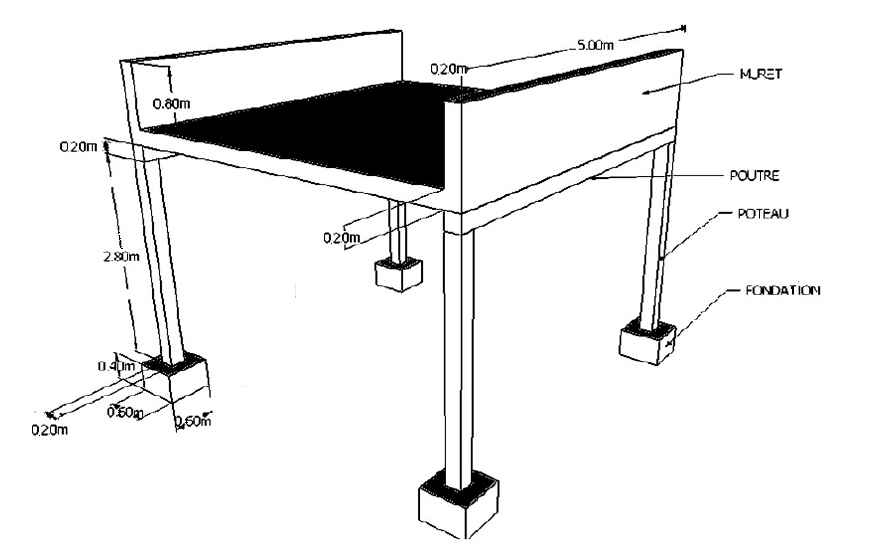 5.00m
0.20m
MURET
0.80m
0.20m
POUTRE
POTEAU
0.20m
2.80m
FONDATION
0.40m
0.60m
0.60m
0.20m